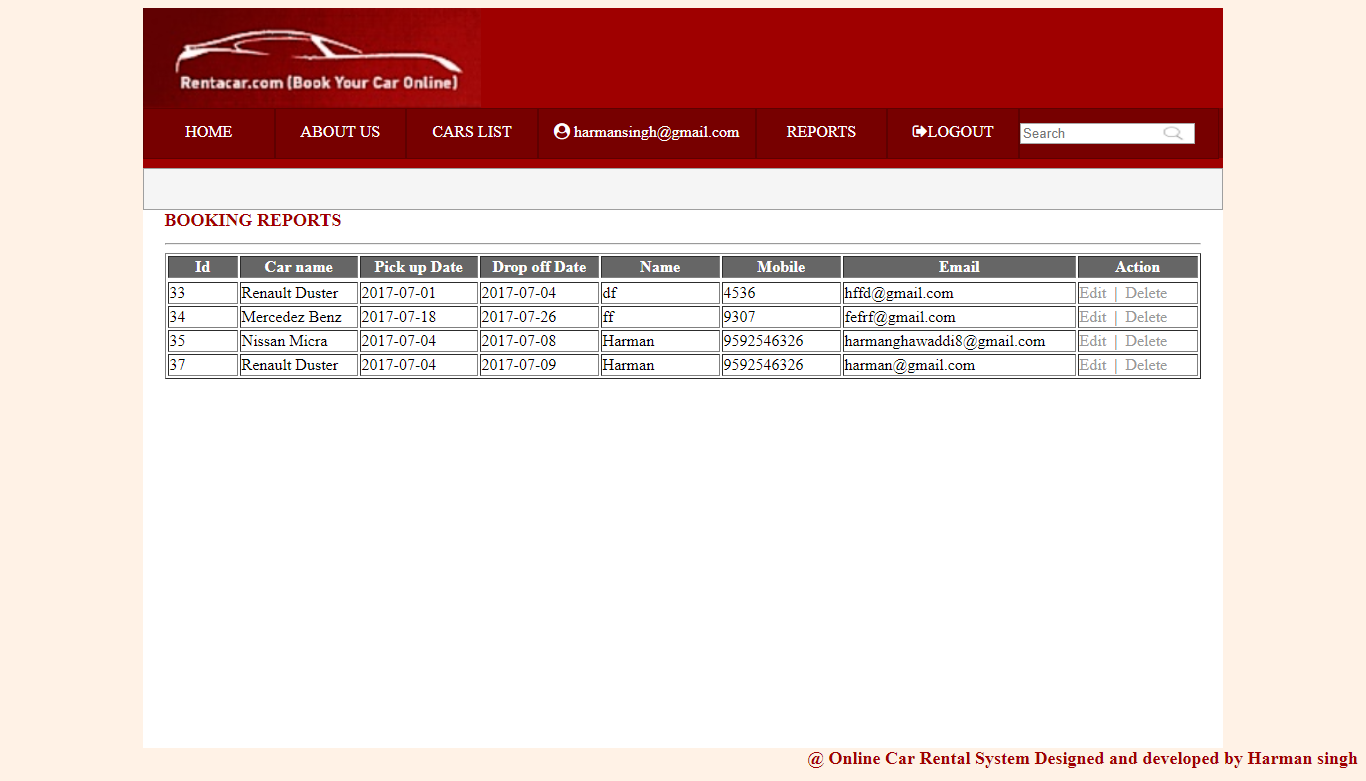 Rentacar.com (Book Your Car Online)
HOME ABOUT US CARS LIST harmansingh@gmail.com REPORTS LOGOUT Search
BOOKING REPORTS
Id Car name Pick up Date Drop off Date Name Mobile Email Action
33 Renault Duster 2017-07-01 2017-07-04 df 4536 hffd@gmail.com Edit | Delete
34 Mercedez Benz 2017-07-18 2017-07-26 ff 9307 fefrf@gmail.com Edit | Delete
35 Nissan Micra 2017-07-04 2017-07-08 Harman 9592546326 harmanghawaddi8@gmail.com Edit | Delete
37 Renault Duster 2017-07-04 2017-07-09 Harman 9592546326 harman@gmail.com Edit | Delete
@ Online Car Rental System Designed and developed by Harman singh